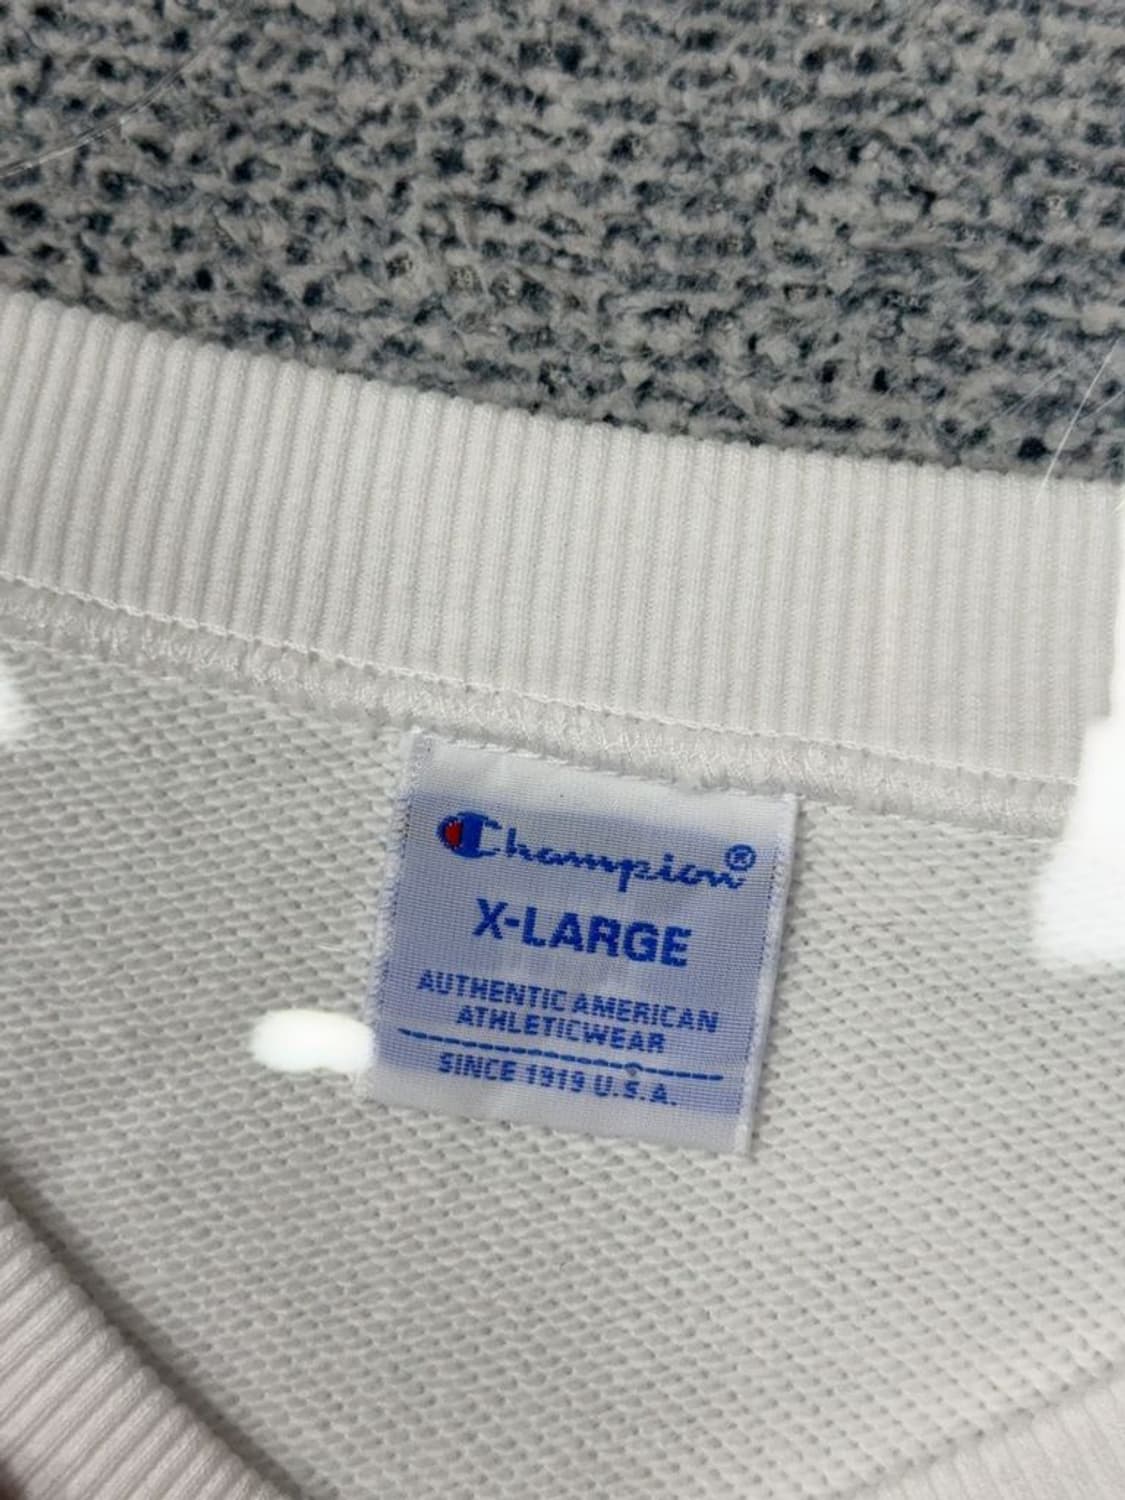 Champion®
X-LARGE
AUTHENTIC AMERICAN
ATHLETICWEAR
SINCE 1919 U.S.A.